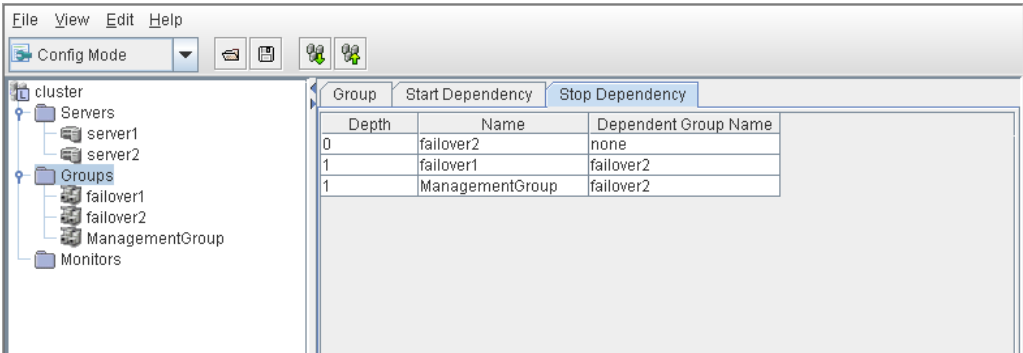 File View Edit Help
Config Mode
cluster
Servers
server1
server2
Groups
failover1
failover2
ManagementGroup
Monitors
Group Start Dependency Stop Dependency
Depth Name Dependent Group Name
0 failover2 none
1 failover1 failover2
1 ManagementGroup failover2